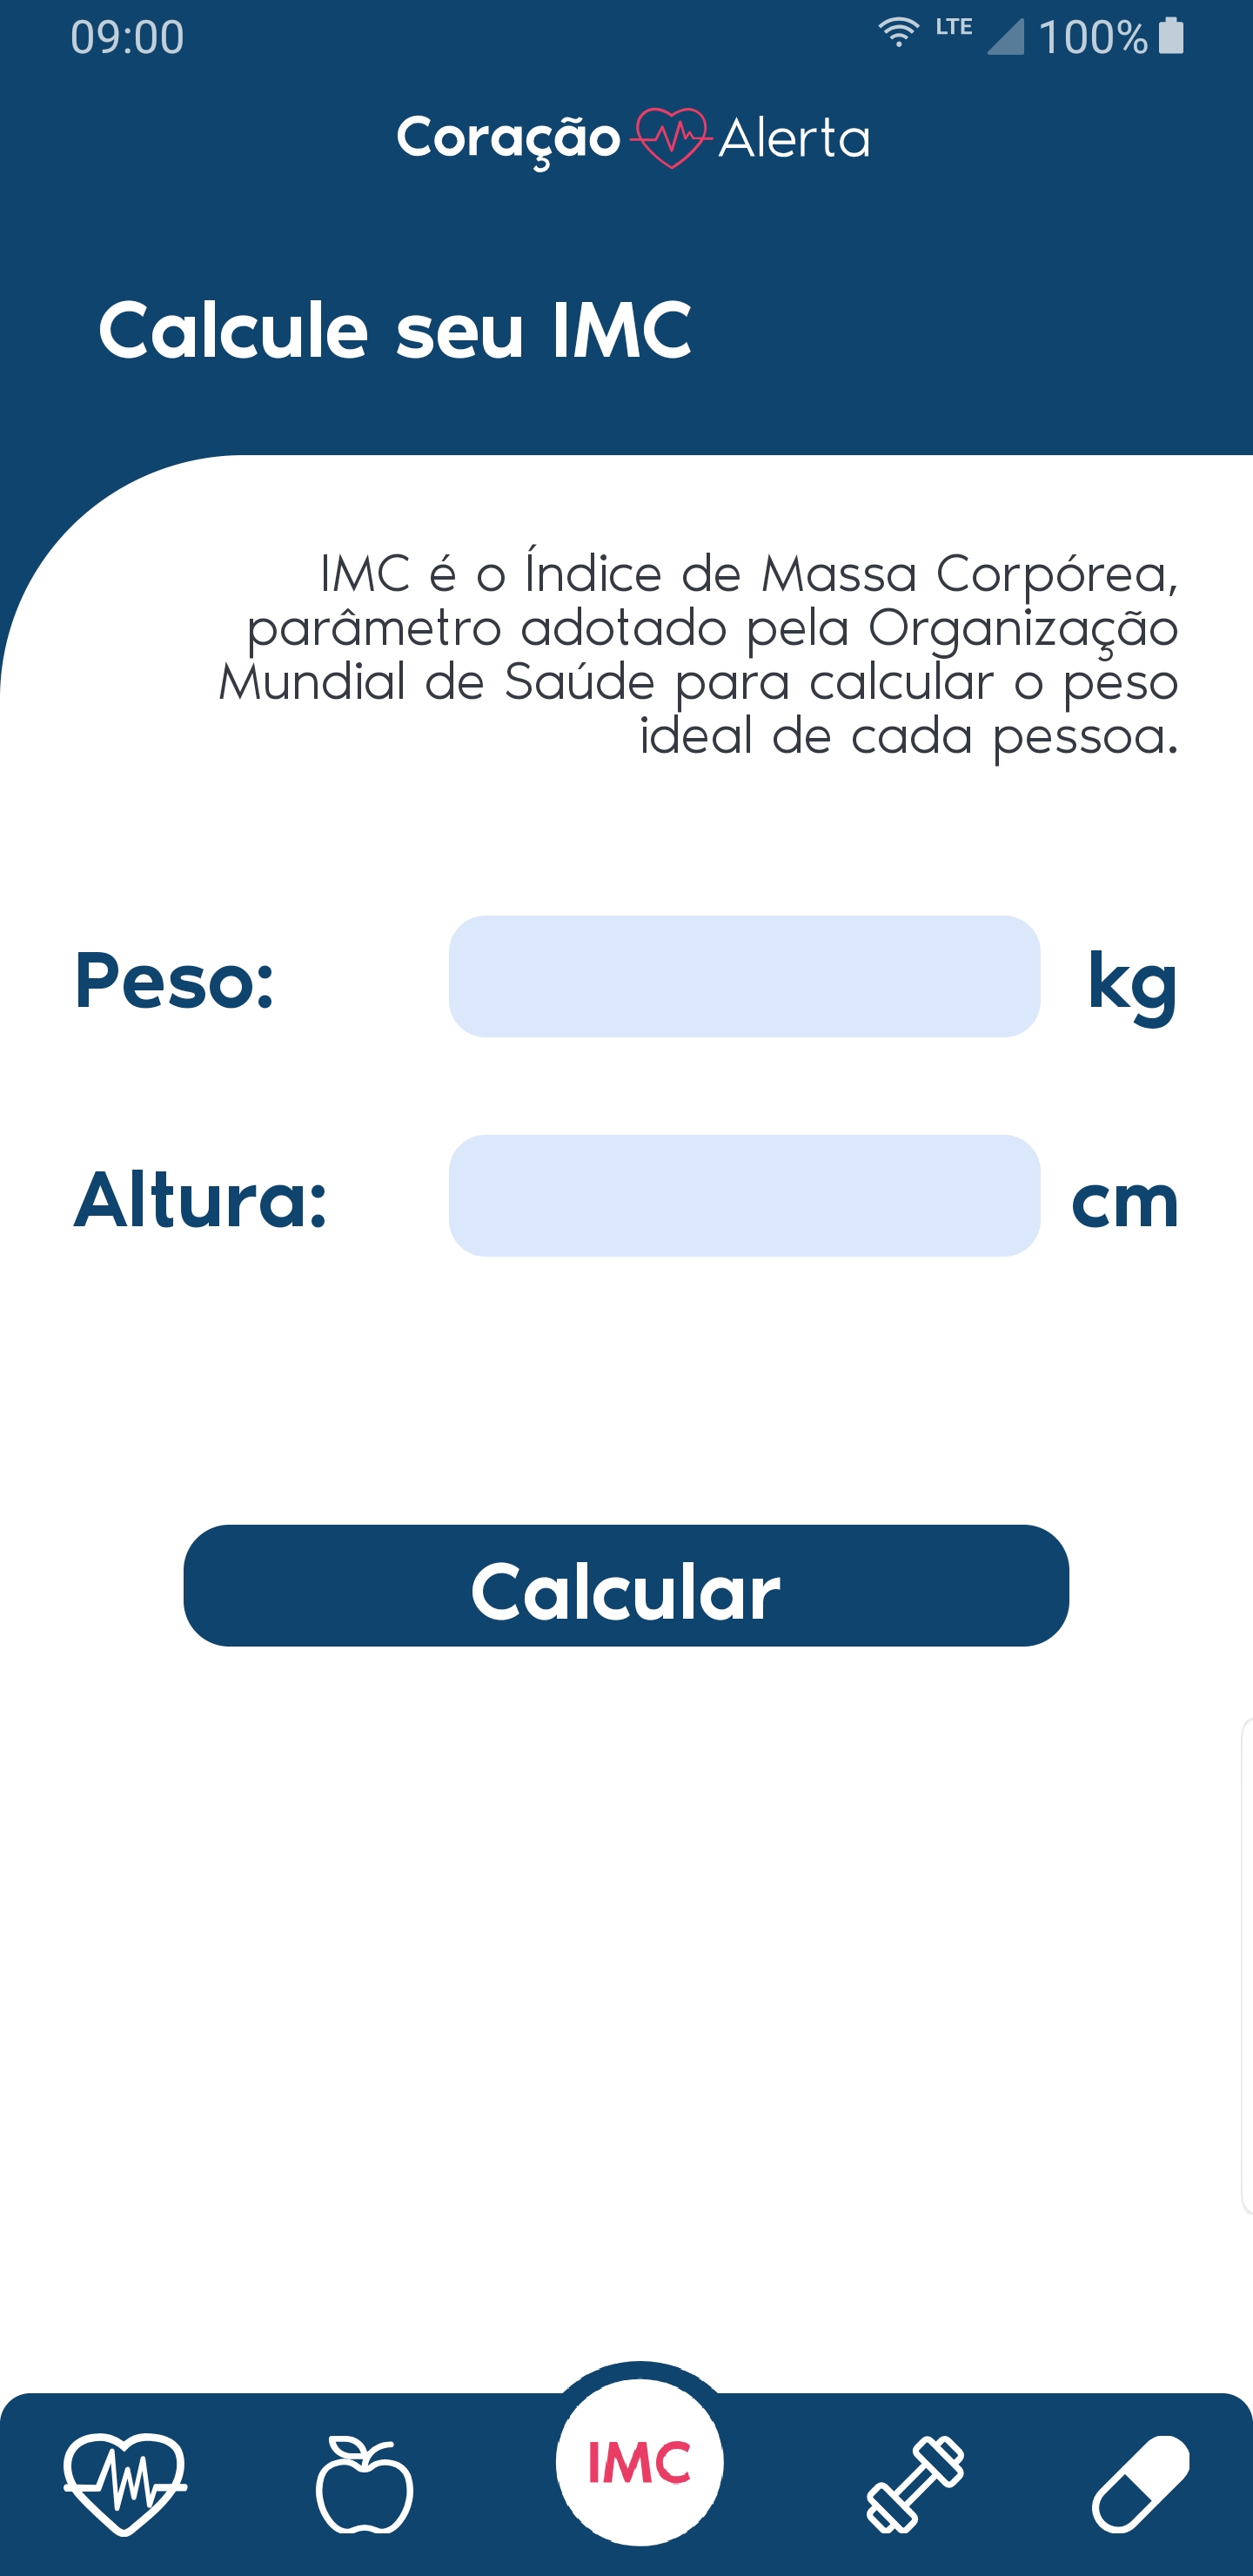 09:00
LTE 100%
Coração Alerta
Calcule seu IMC
IMC é o Índice de Massa Corpórea,
parâmetro adotado pela Organização
Mundial de Saúde para calcular o peso
ideal de cada pessoa.
Peso: kg
Altura: cm
Calcular
IMC